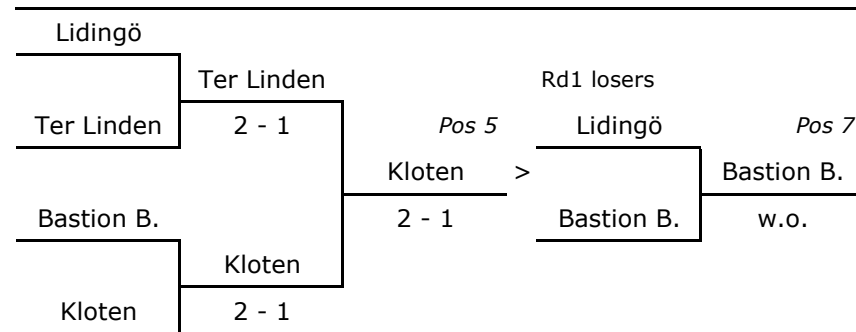 Lidingö
Ter Linden Rd1 losers
Ter Linden 2 - 1 Pos 5 Lidingö Pos 7
Kloten > Bastion B.
Bastion B. 2 - 1 Bastion B. w.o.
Kloten
Kloten 2 - 1